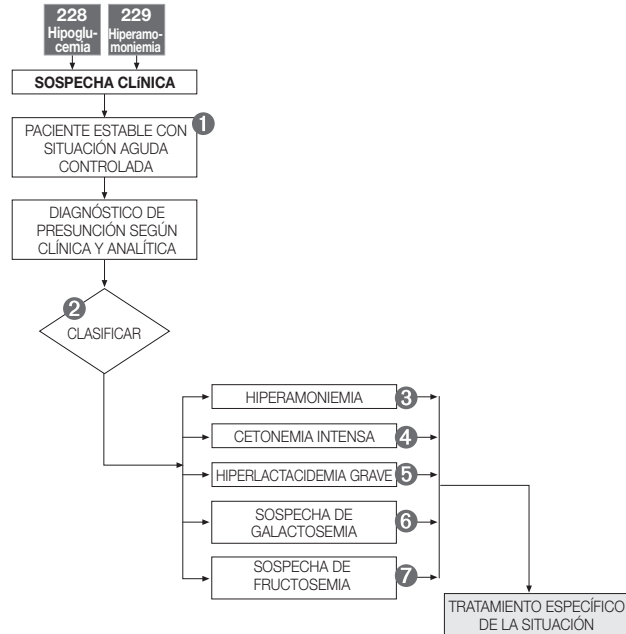 228
Hipoglu-
cemia
229
Hiperamo-
moniemia
SOSPECHA CLíNICA
1
PACIENTE ESTABLE CON
SITUACIÓN AGUDA
CONTROLADA
DIAGNÓSTICO DE
PRESUNCIÓN SEGÚN
CLÍNICA Y ANALÍTICA
2
CLASIFICAR
HIPERAMONIEMIA 3
CETONEMIA INTENSA 4
HIPERLACTACIDEMIA GRAVE 5
SOSPECHA DE
GALACTOSEMIA
6
SOSPECHA DE
FRUCTOSEMIA
7
TRATAMIENTO ESPECÍFICO
DE LA SITUACIÓN